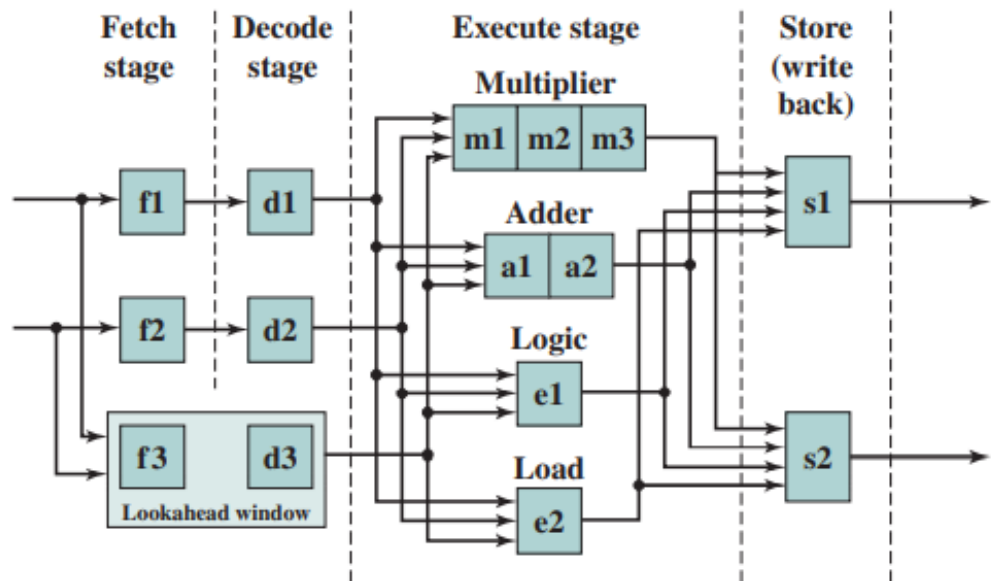 Fetch
stage
Decode
stage
Execute stage
Store
(write
back)
Multiplier
m1 m2 m3
f1
d1
s1
Adder
a1 a2
f2
d2
Logic
e1
f3
d3
s2
Load
e2
Lookahead window